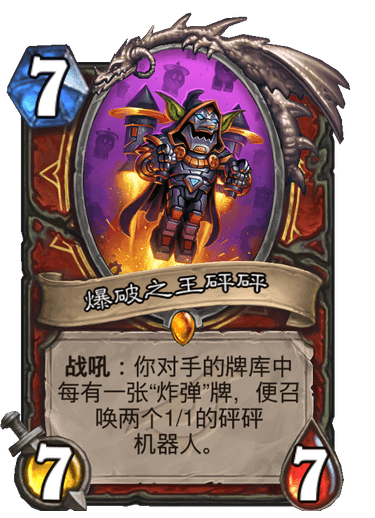 7
爆破之王砰砰
战吼：你对手的牌库中
每有一张“炸弹”牌，便召
唤两个1/1的砰砰
机器人。
7
7